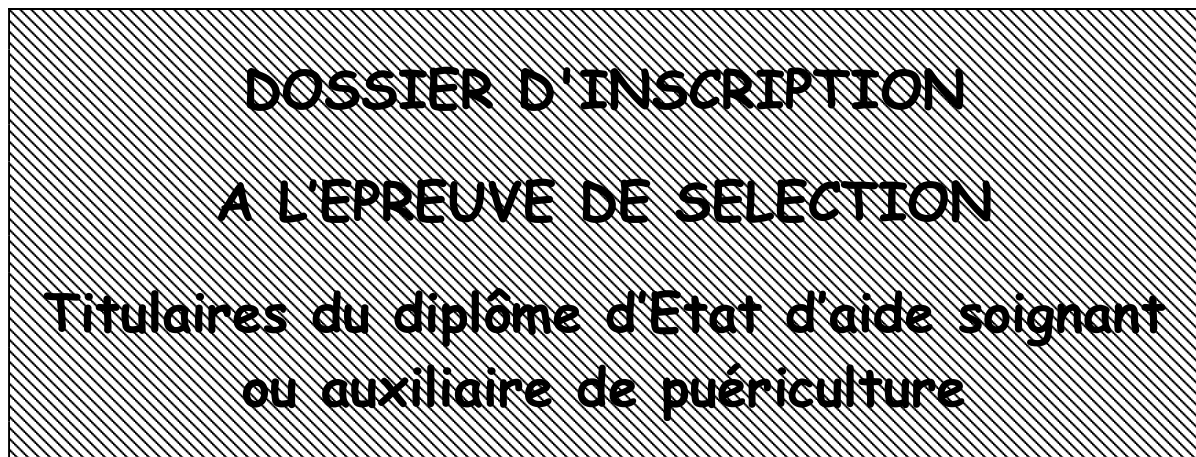 DOSSIER D'INSCRIPTION
A L'EPREUVE DE SELECTION
Titulaires du diplôme d'Etat d'aide soignant
ou auxiliaire de puériculture